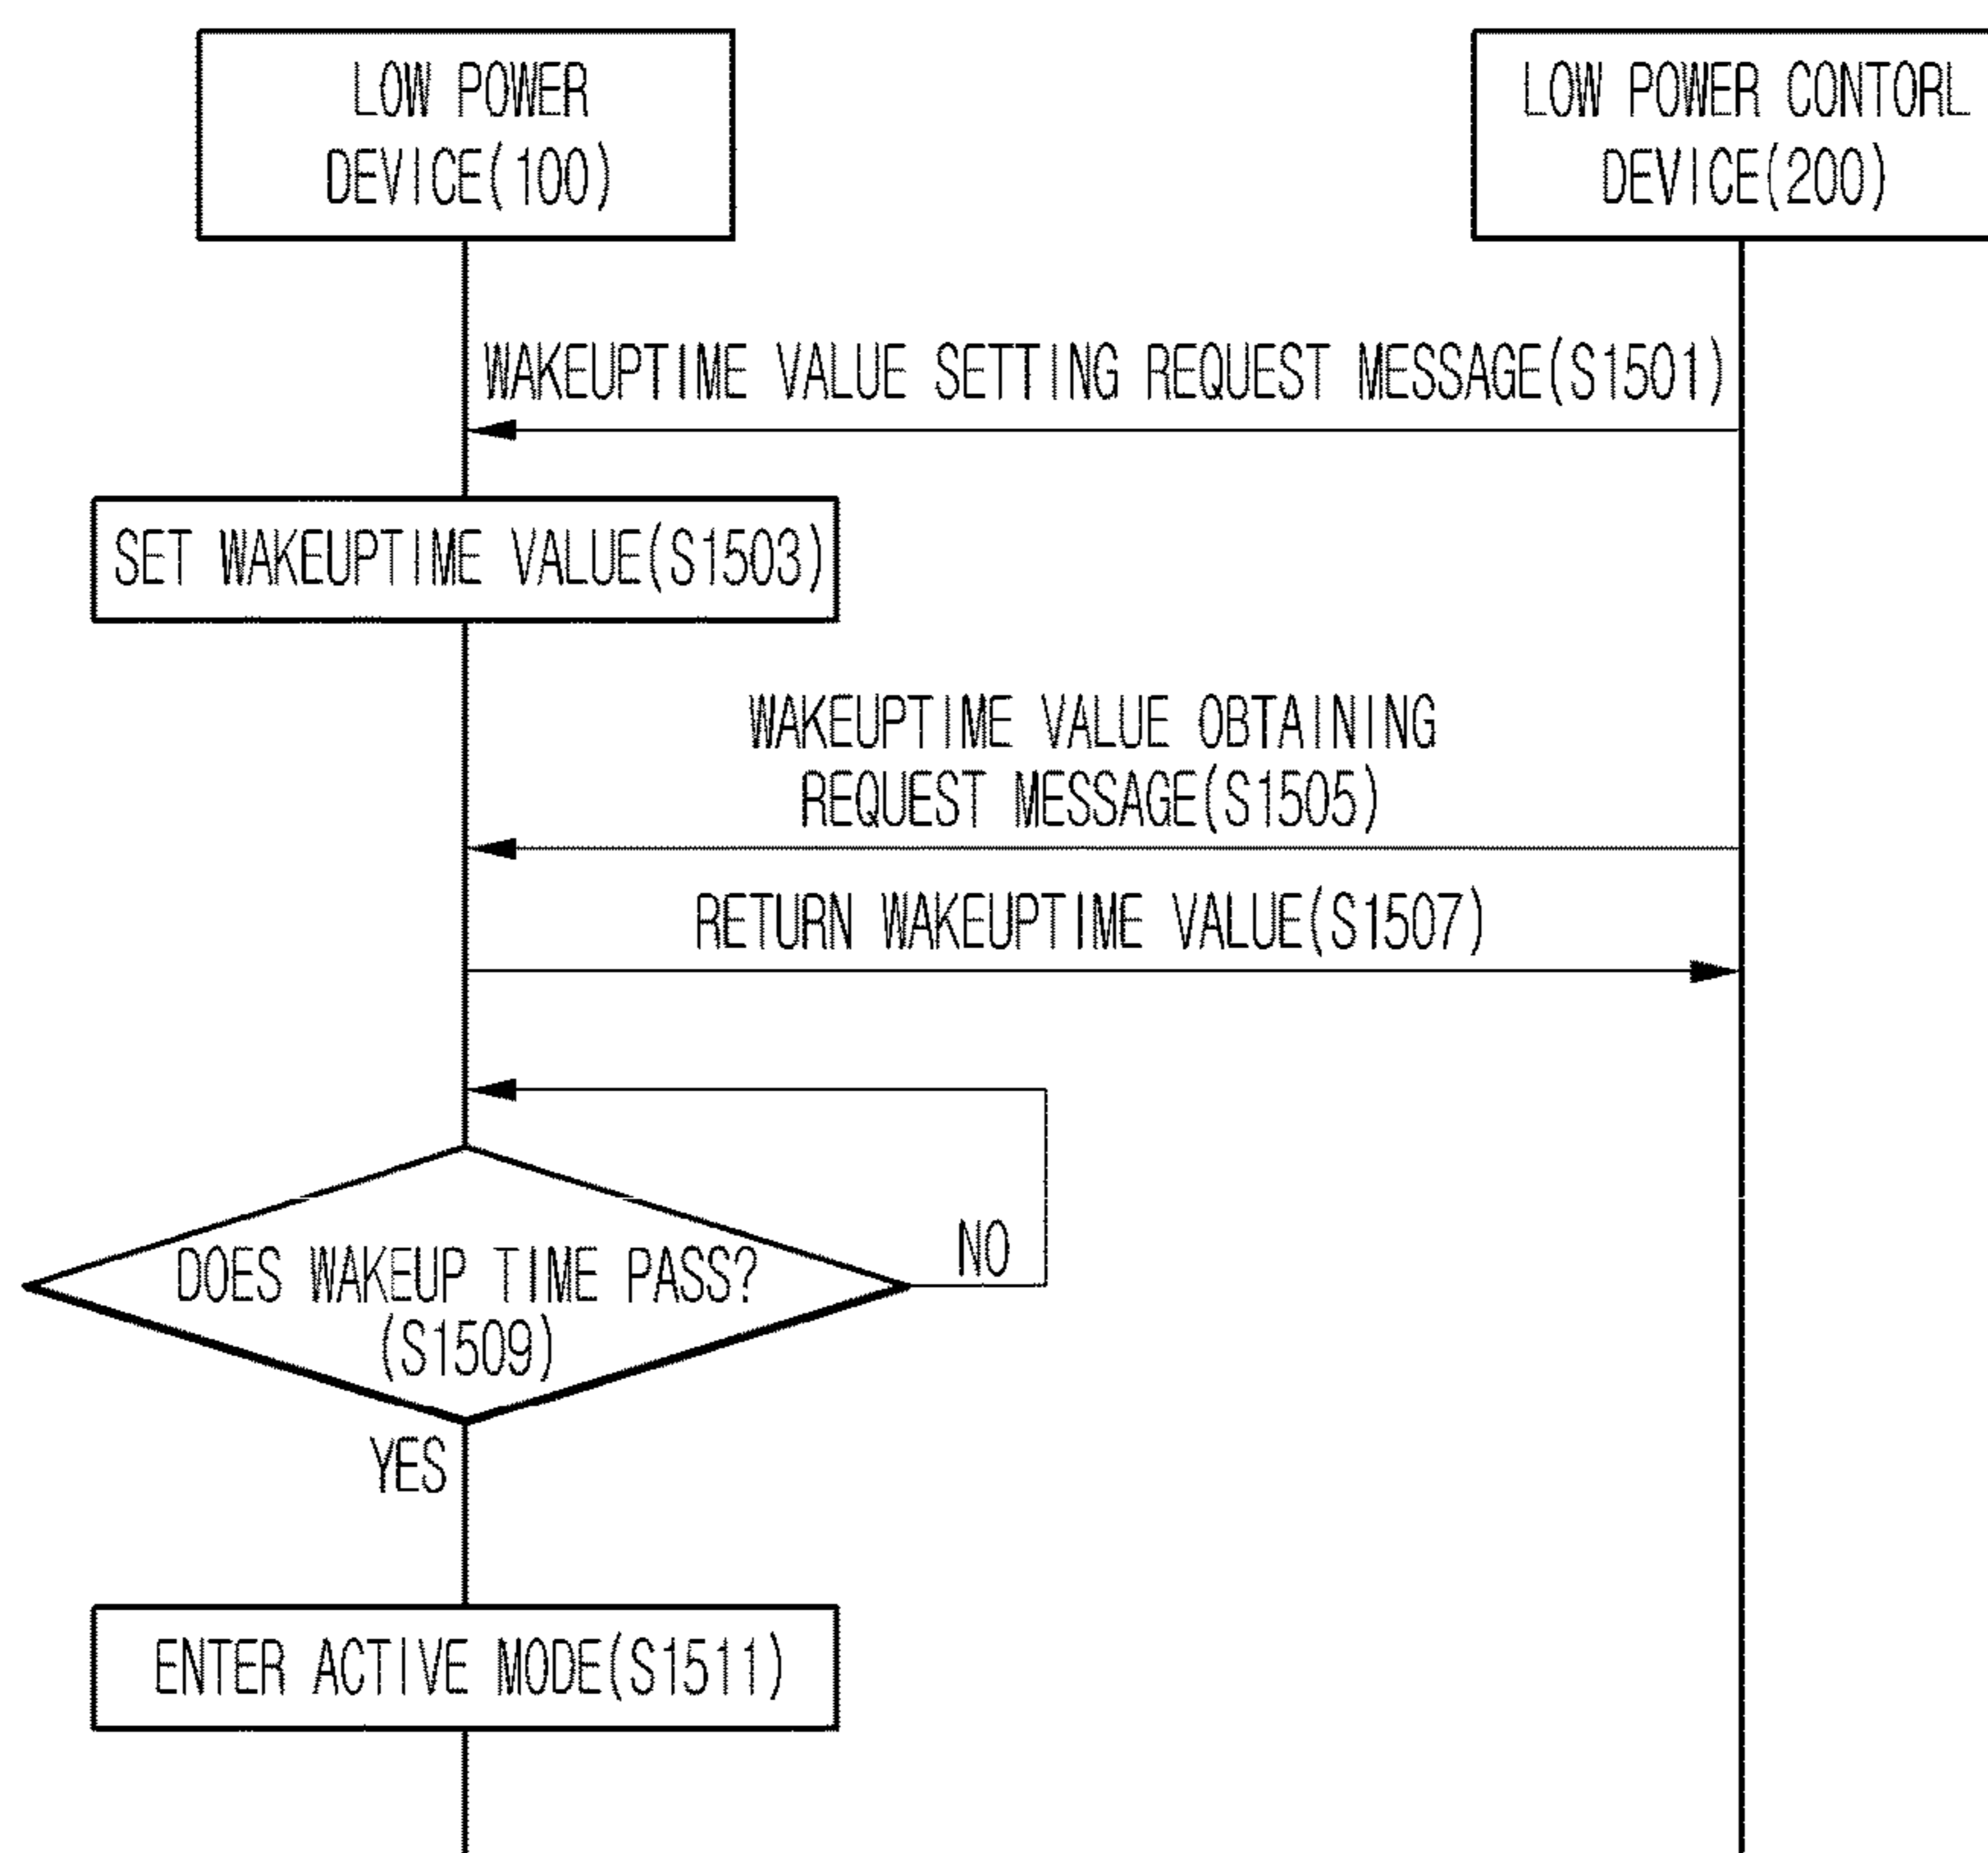 LOW POWER
DEVICE(100)
LOW POWER CONTORL
DEVICE(200)
WAKEUPTIME VALUE SETTING REQUEST MESSAGE(S1501)
SET WAKEUPTIME VALUE(S1503)
WAKEUPTIME VALUE OBTAINING
REQUEST MESSAGE(S1505)
RETURN WAKEUPTIME VALUE(S1507)
NO
DOES WAKEUP TIME PASS?
(S1509)
YES
ENTER ACTIVE MODE(S1511)